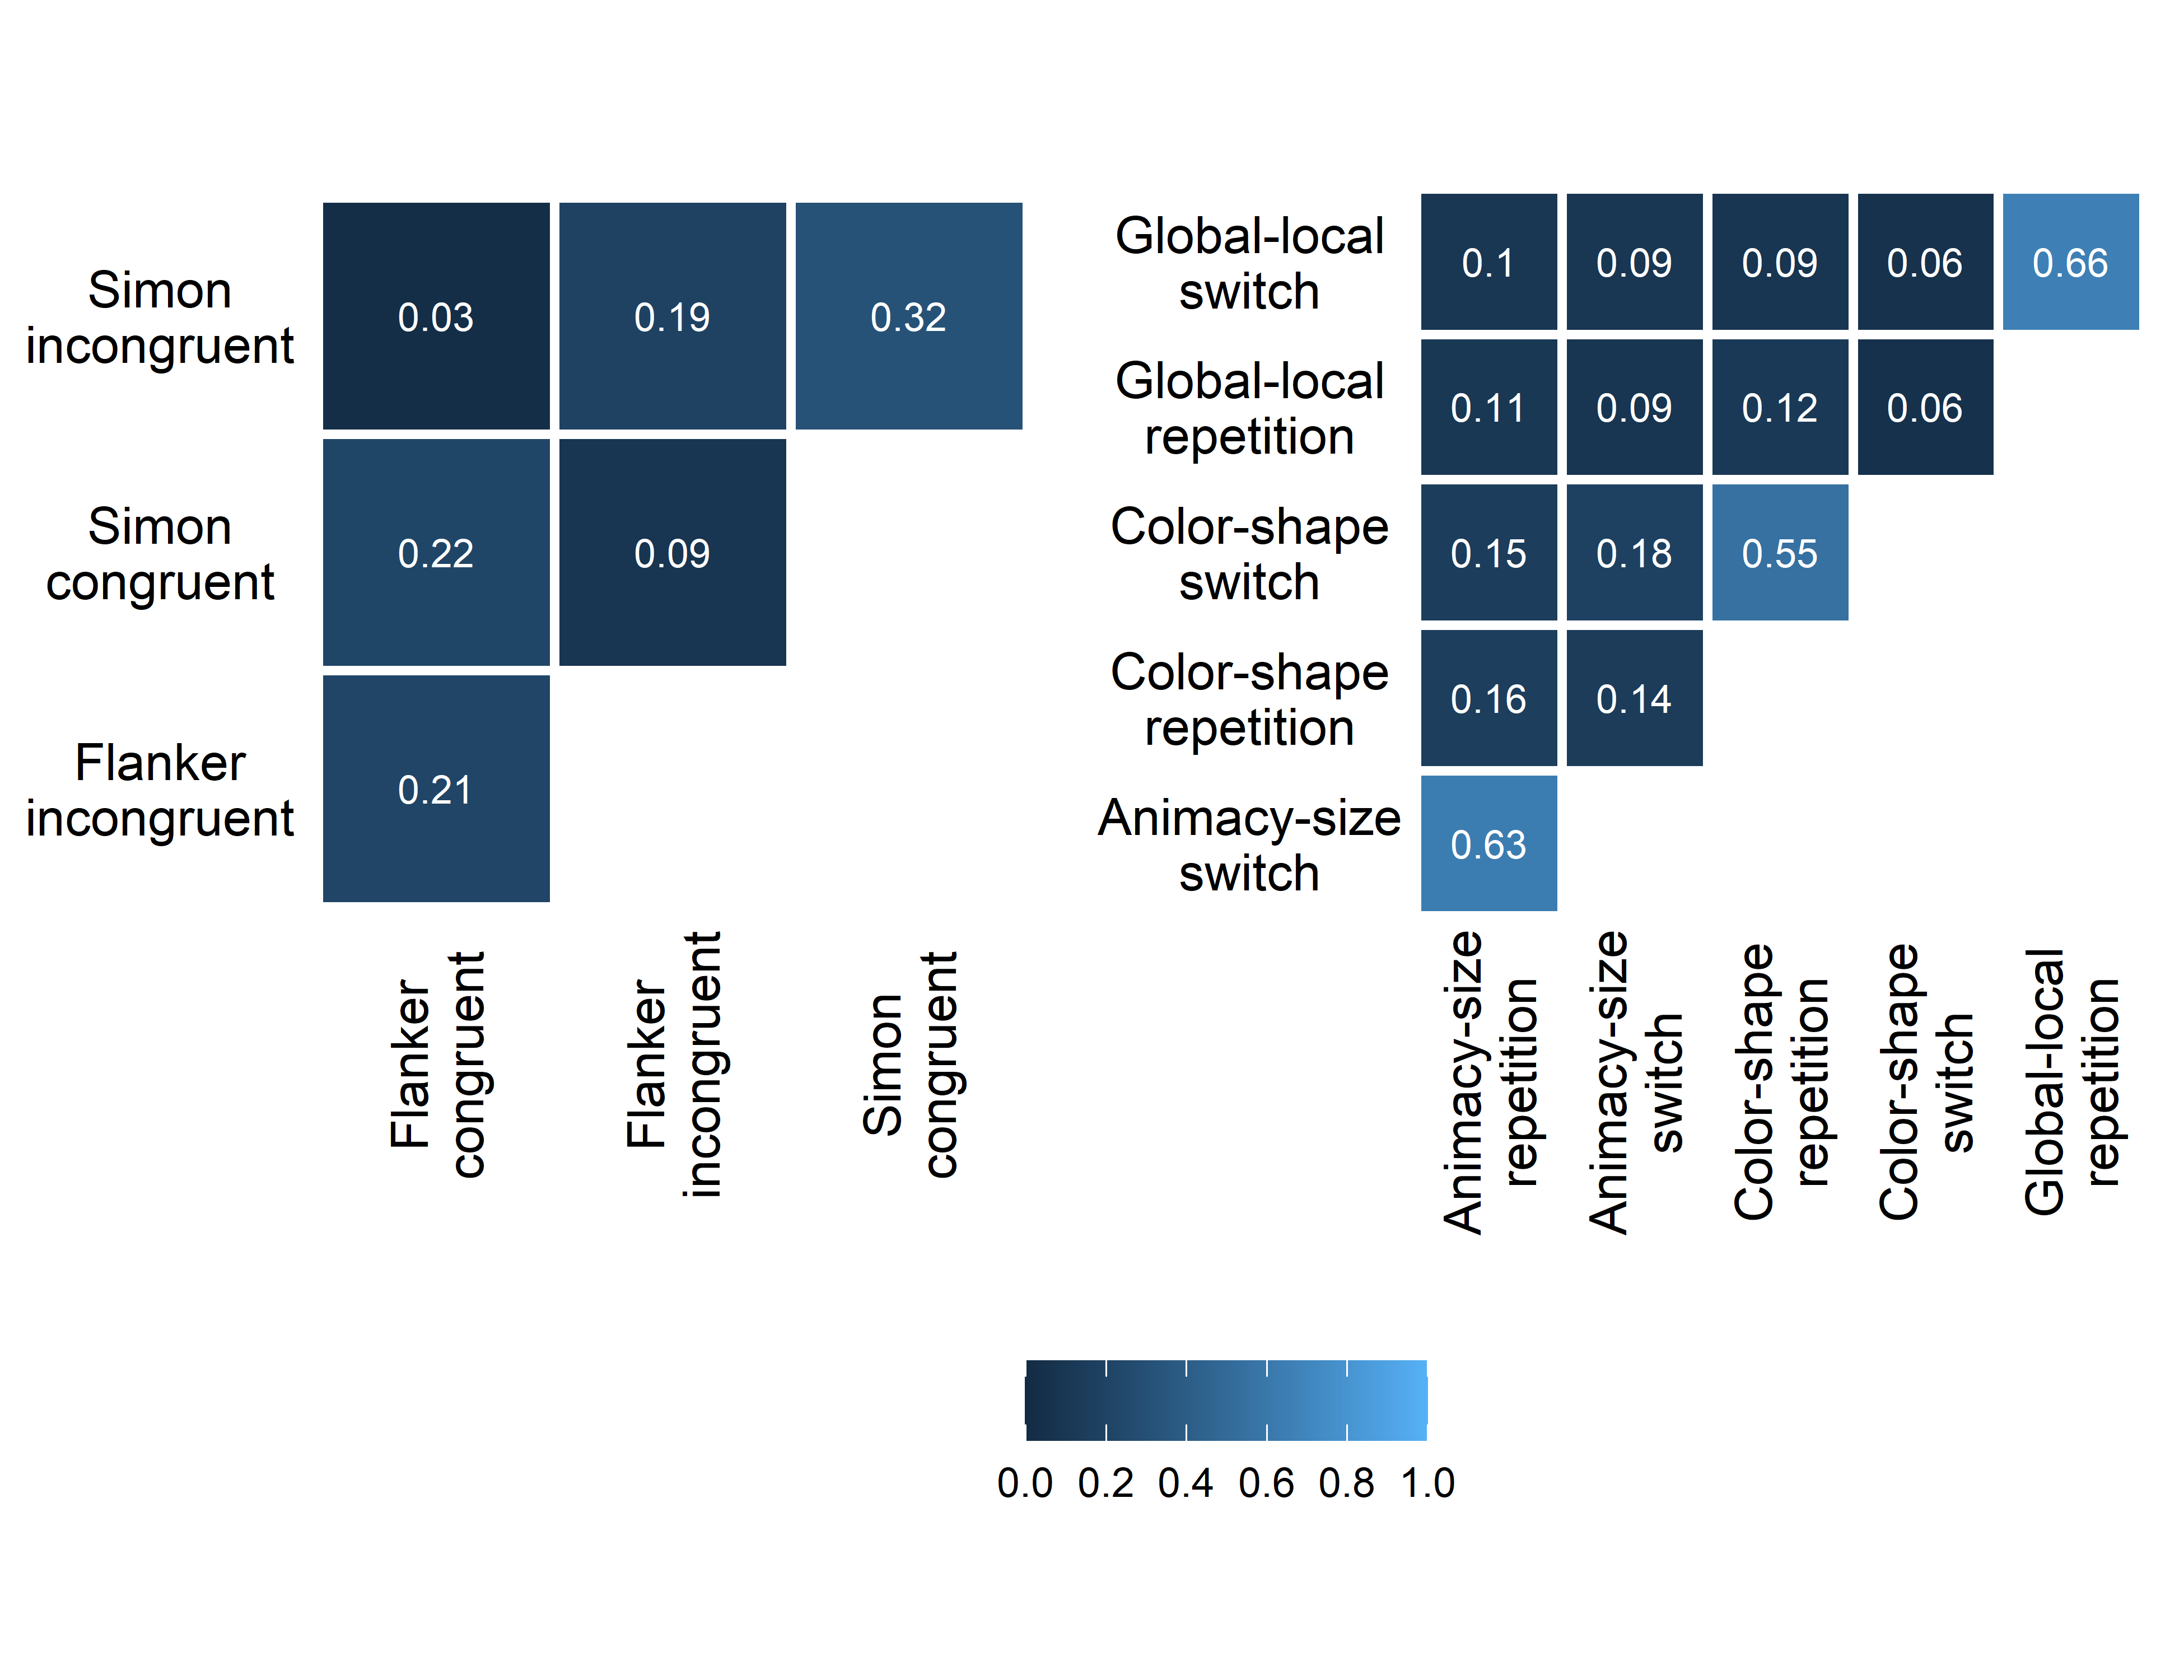 Simon
incongruent
0.03
0.19
0.32
Simon
congruent
0.22
0.09
Flanker
incongruent
0.21
Flanker
congruent
Flanker
incongruent
Simon
congruent
Global-local
switch
0.1
0.09
0.09
0.06
0.66
Global-local
repetition
0.11
0.09
0.12
0.06
Color-shape
switch
0.15
0.18
0.55
Color-shape
repetition
0.16
0.14
Animacy-size
switch
0.63
Animacy-size
repetition
Animacy-size
switch
Color-shape
repetition
Color-shape
switch
Global-local
repetition
0.0 0.2 0.4 0.6 0.8 1.0